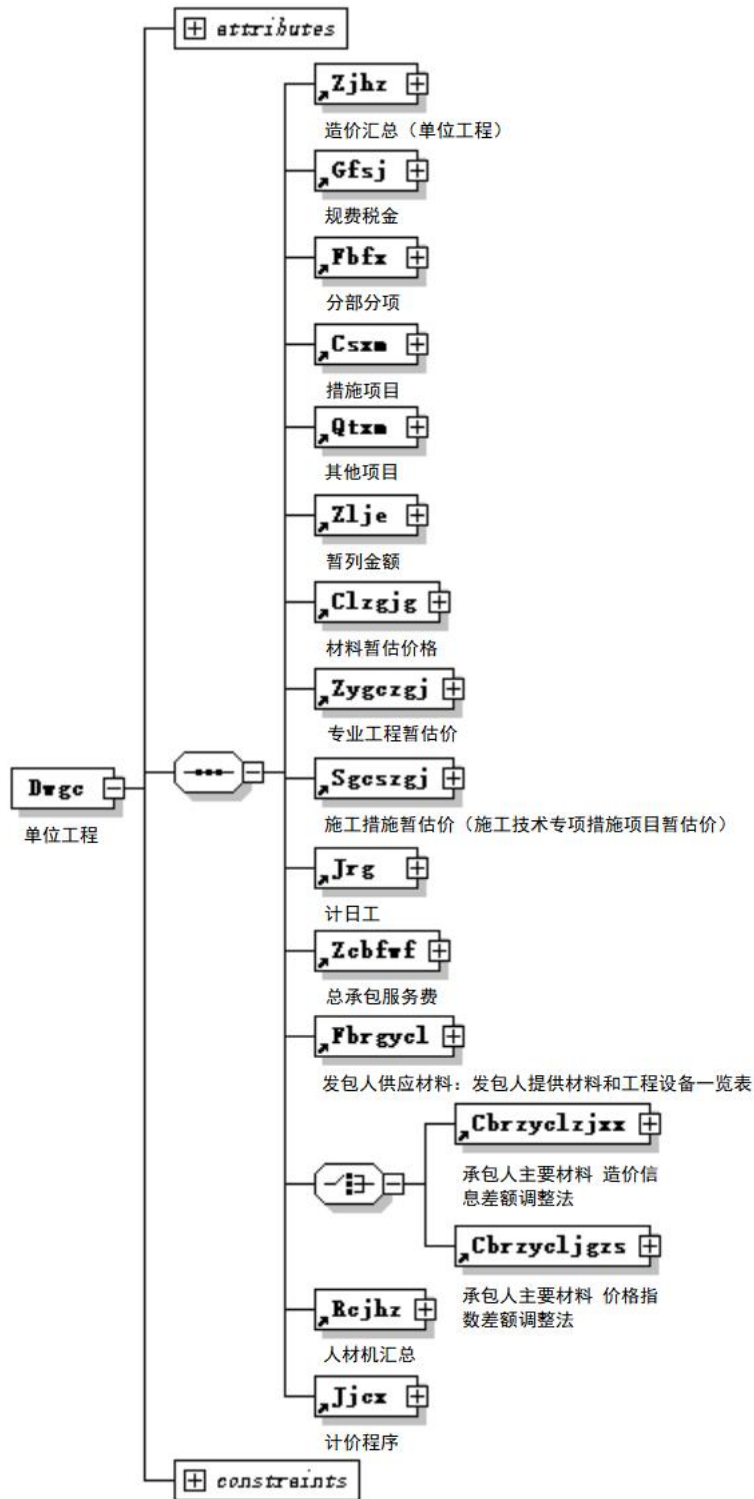 attributes
Zjhz
造价汇总（单位工程）
Gfsj
规费税金
Fbfx
分部分项
Csxm
措施项目
Qtxm
其他项目
Zlje
暂列金额
Clzgjg
材料暂估价格
Zygczgj
专业工程暂估价
Dwgc
单位工程
Sgcszgj
施工措施暂估价（施工技术专项措施项目暂估价）
Jrg
计日工
Zcbfwf
总承包服务费
Fbrgycl
发包人供应材料：发包人提供材料和工程设备一览表
Cbrzyclzjxx
承包人主要材料 造价信
息差额调整法
Cbrzycljgzs
承包人主要材料 价格指
数差额调整法
Rcjhz
人材机汇总
Jjcx
计价程序
constraints